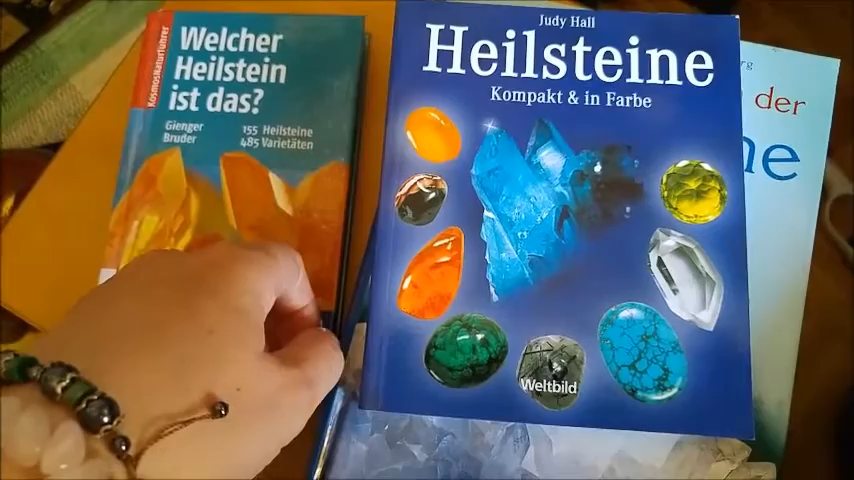 KOSMOS NATURFÜHRER
Welcher
Heilstein
ist das?
Gienger
Bruder
155 Heilsteine
485 Varietäten
Judy Hall
Heilsteine
Kompakt & in Farbe
Weltbild
rg
der
ne